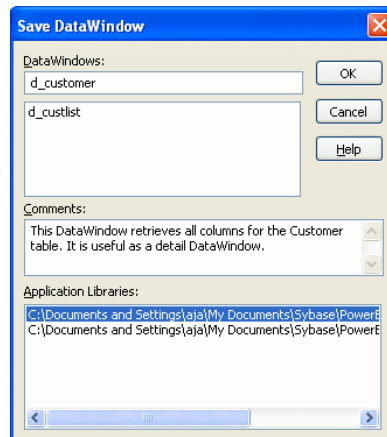 Save DataWindow
DataWindows:
OK
d_customer
d_custlist
Cancel
Help
Comments:
This DataWindow retrieves all columns for the Customer
table. It is useful as a detail DataWindow.
Application Libraries:
C:\Documents and Settings\aja\My Documents\Sybase\PowerB
C:\Documents and Settings\aja\My Documents\Sybase\PowerB